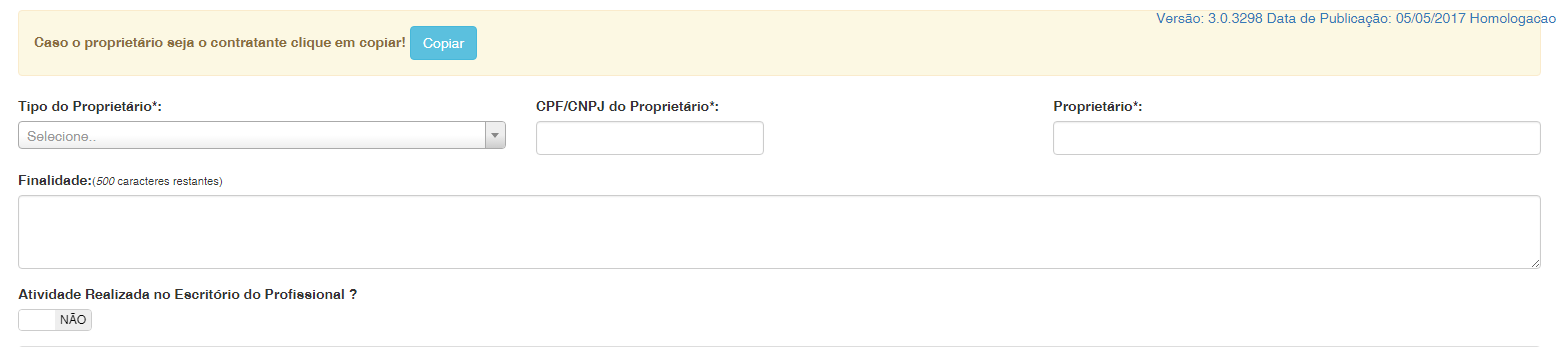 Versão: 3.0.3298 Data de Publicação: 05/05/2017 Homologacao
Caso o proprietário seja o contratante clique em copiar! Copiar
Tipo do Proprietário*: CPF/CNPJ do Proprietário*: Proprietário*:
Selecione..
Finalidade:(500 caracteres restantes)
Atividade Realizada no Escritório do Profissional ?
NÃO